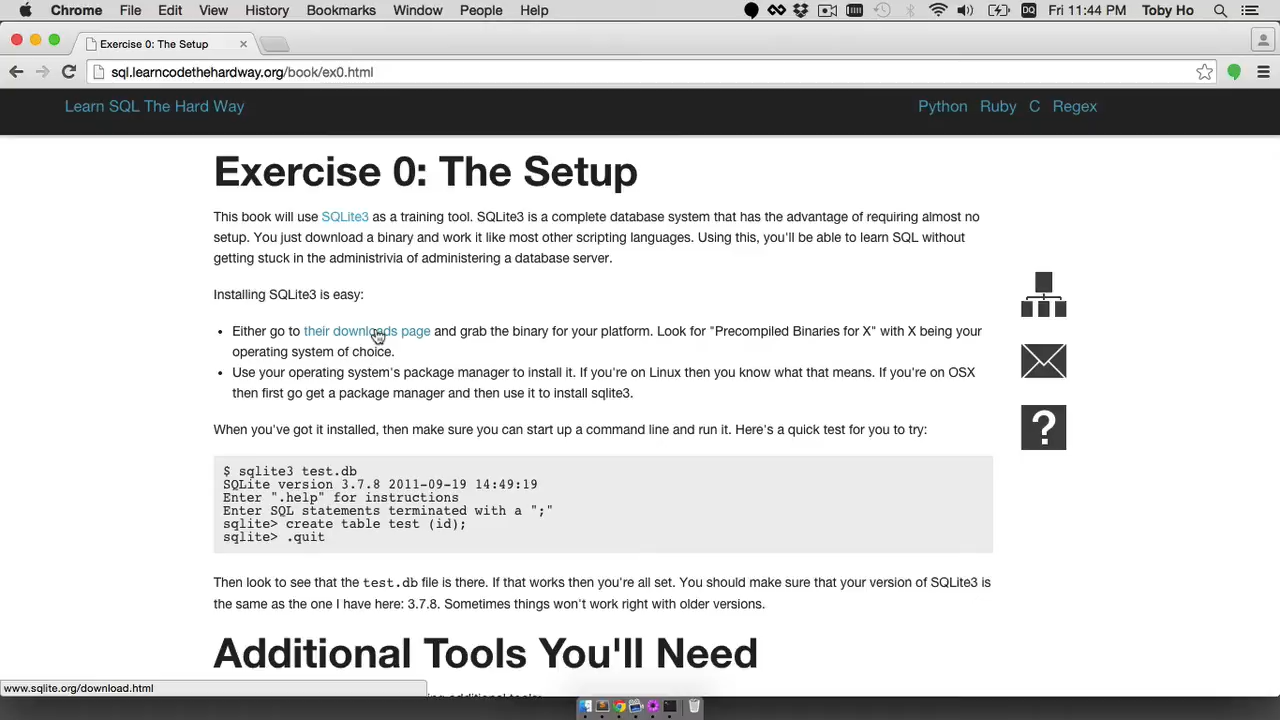 Chrome File Edit View History Bookmarks Window People Help DQ Fri 11:44 PM Toby Ho
Exercise 0: The Setup
sql.learncodethehardway.org/book/ex0.html
Learn SQL The Hard Way Python Ruby C Regex
Exercise 0: The Setup
This book will use SQLite3 as a training tool. SQLite3 is a complete database system that has the advantage of requiring almost no
setup. You just download a binary and work it like most other scripting languages. Using this, you'll be able to learn SQL without
getting stuck in the administrivia of administering a database server.
Installing SQLite3 is easy:
• Either go to their downloads page and grab the binary for your platform. Look for "Precompiled Binaries for X" with X being your
operating system of choice.
• Use your operating system's package manager to install it. If you're on Linux then you know what that means. If you're on OSX
then first go get a package manager and then use it to install sqlite3.
When you've got it installed, then make sure you can start up a command line and run it. Here's a quick test for you to try:
$ sqlite3 test.db
SQLite version 3.7.8 2011-09-19 14:49:19
Enter ".help" for instructions
Enter SQL statements terminated with a ";"
sqlite> create table test (id);
sqlite> .quit
Then look to see that the test.db file is there. If that works then you're all set. You should make sure that your version of SQLite3 is
the same as the one I have here: 3.7.8. Sometimes things won't work right with older versions.
Additional Tools You'll Need
www.sqlite.org/download.html
additional tools: